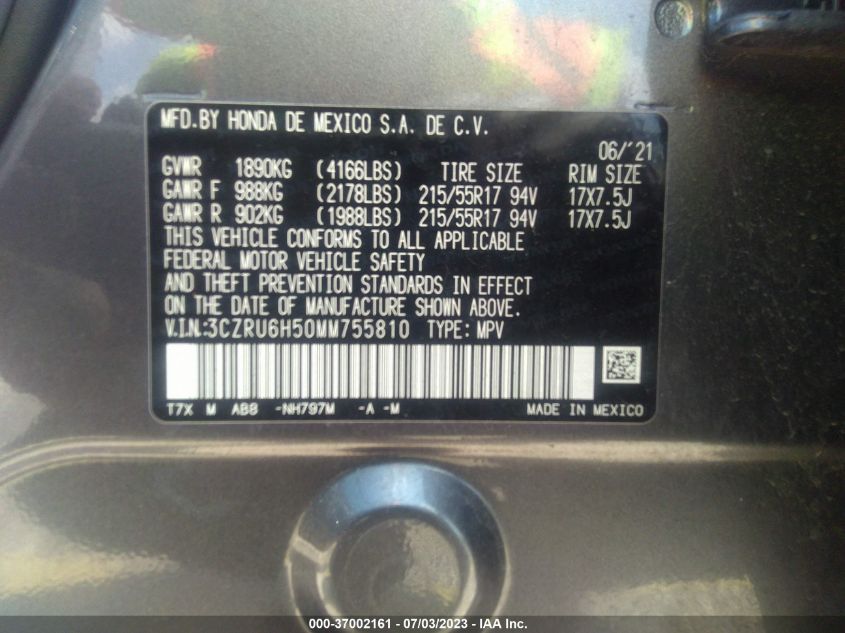 MFD.BY HONDA DE MEXICO S.A. DE C.V.
06/'21
GVWR 1890KG (4166LBS) TIRE SIZE RIM SIZE
GAWR F 988KG (2178LBS) 215/55R17 94V 17X7.5J
GAWR R 902KG (1988LBS) 215/55R17 94V 17X7.5J
THIS VEHICLE CONFORMS TO ALL APPLICABLE
FEDERAL MOTOR VEHICLE SAFETY
AND THEFT PREVENTION STANDARDS IN EFFECT
ON THE DATE OF MANUFACTURE SHOWN ABOVE.
V.I.N.:3CZRU6H50MM755810 TYPE: MPV
T7X M ABB -NH797M -A -M MADE IN MEXICO
000-37002161 - 07/03/2023 - IAA Inc.